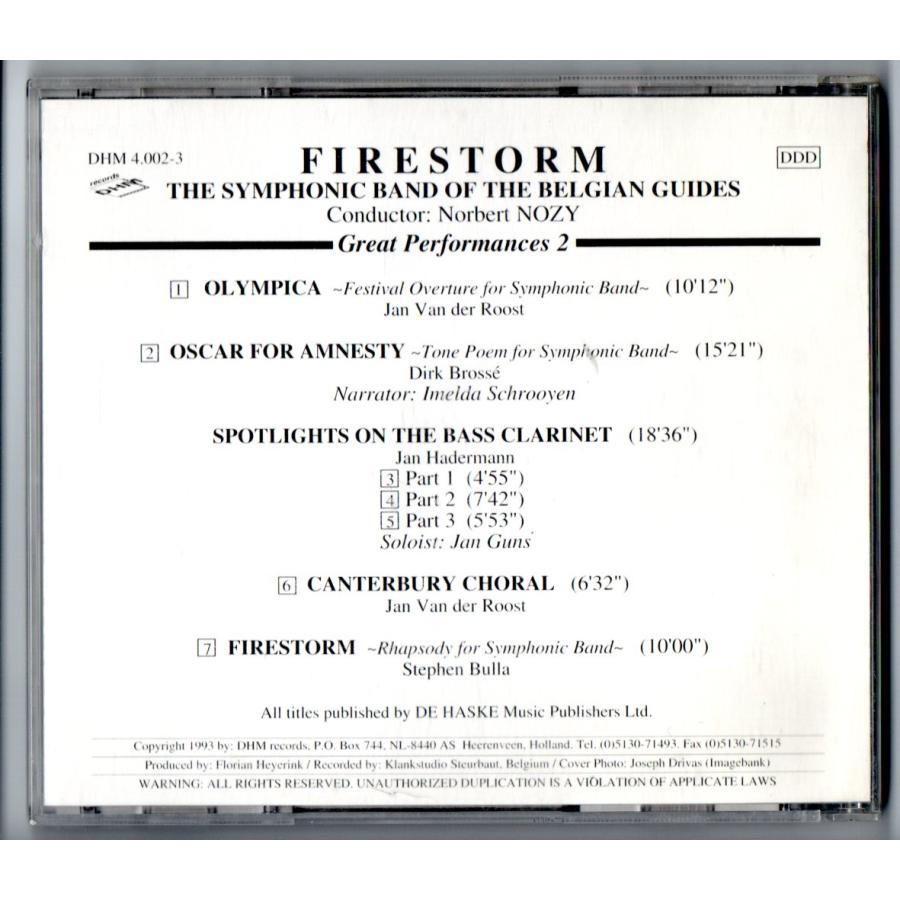 DHM 4.002-3
FIRESTORM
DDD
records
DHM
THE SYMPHONIC BAND OF THE BELGIAN GUIDES
Conductor: Norbert NOZY
Great Performances 2
1 OLYMPICA ~Festival Overture for Symphonic Band~ (10'12")
Jan Van der Roost
2 OSCAR FOR AMNESTY ~Tone Poem for Symphonic Band~ (15'21")
Dirk Brossé
Narrator: Imelda Schrooyen
SPOTLIGHTS ON THE BASS CLARINET (18'36")
Jan Hadermann
3 Part 1 (4'55")
4 Part 2 (7'42")
5 Part 3 (5'53")
Soloist: Jan Guns
6 CANTERBURY CHORAL (6'32")
Jan Van der Roost
7 FIRESTORM ~Rhapsody for Symphonic Band~ (10'00")
Stephen Bulla
All titles published by DE HASKE Music Publishers Ltd.
Copyright 1993 by: DHM records, P.O. Box 744, NL-8440 AS Heerenveen, Holland. Tel. (0)5130-71493. Fax (0)5130-71515
Produced by: Florian Heyerink / Recorded by: Klankstudio Steurbaut, Belgium / Cover Photo: Joseph Drivas (Imagebank)
WARNING: ALL RIGHTS RESERVED. UNAUTHORIZED DUPLICATION IS A VIOLATION OF APPLICATE LAWS